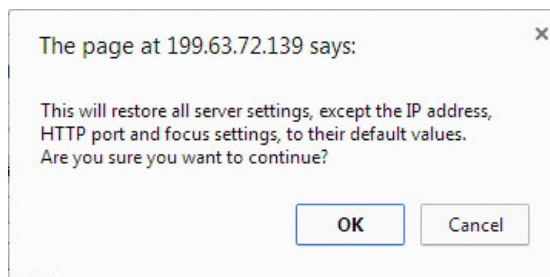 The page at 199.63.72.139 says:
This will restore all server settings, except the IP address,
HTTP port and focus settings, to their default values.
Are you sure you want to continue?
OK Cancel